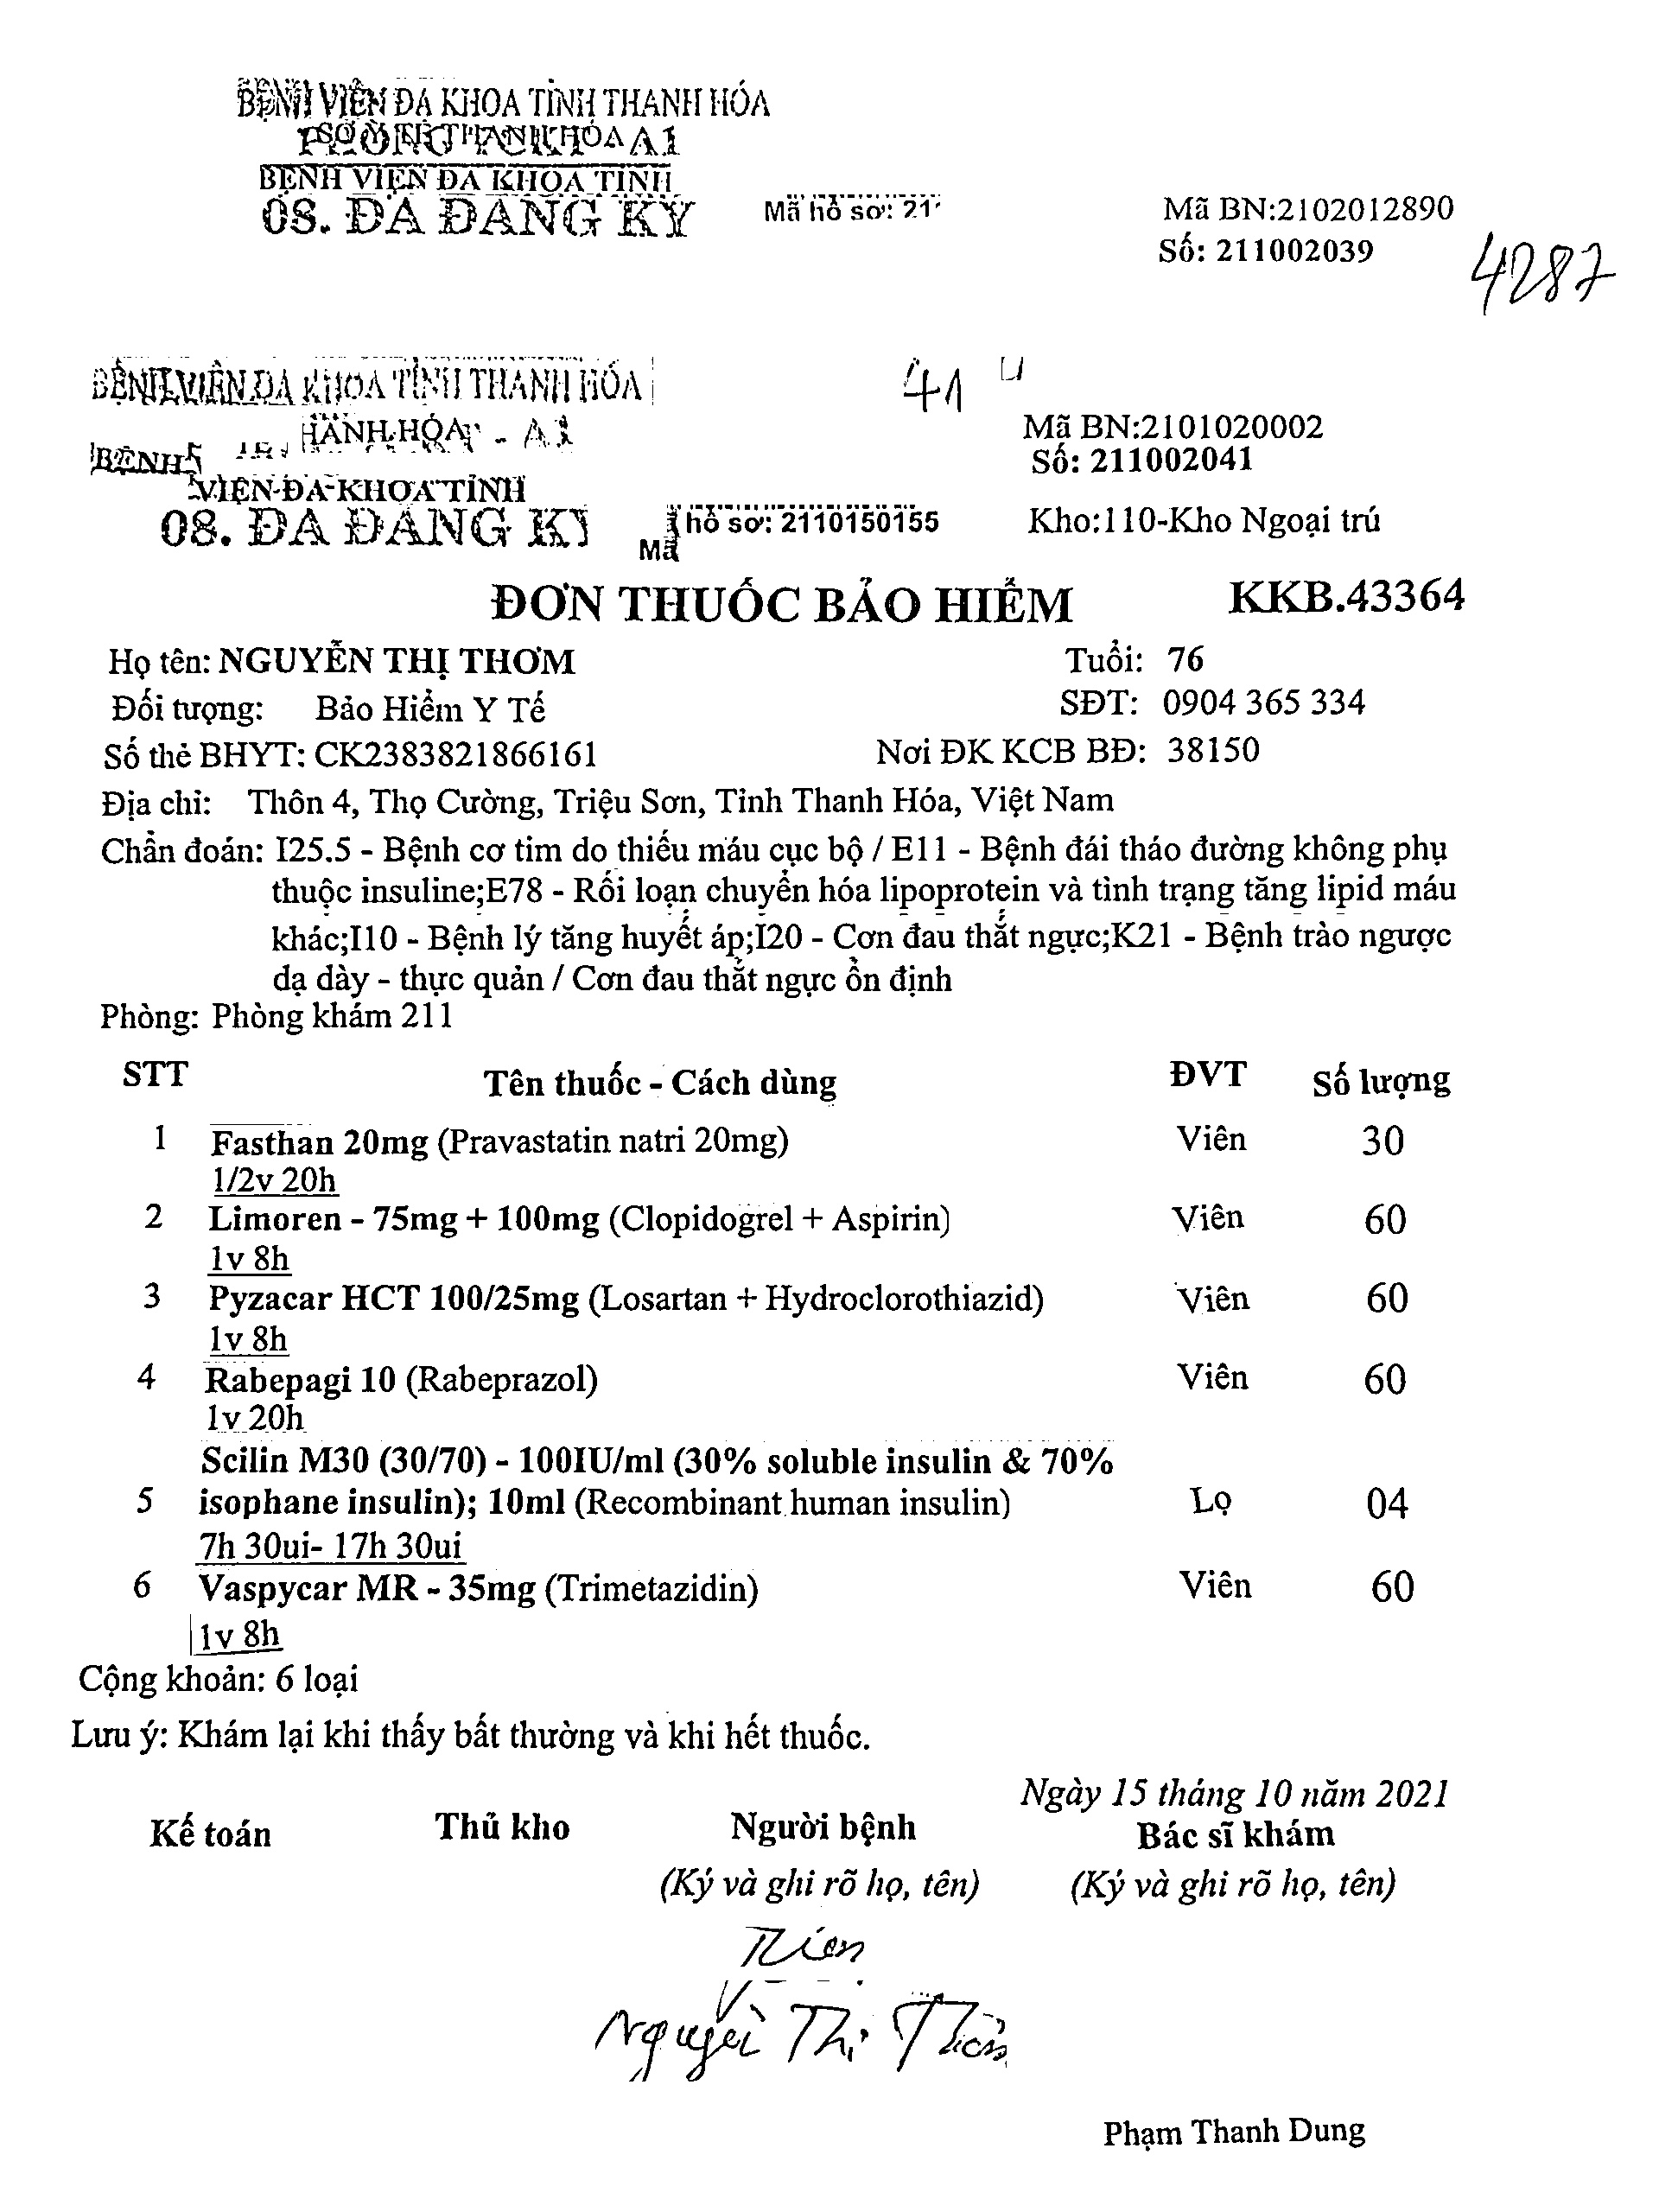 BỆNH VIỆN ĐA KHOA TỈNH THANH HÓA
BỆNH VIỆN ĐA KHOA TỈNH
08. ĐÃ ĐĂNG KÝ
Mã hồ sơ: 21
Mã BN:2102012890
Số: 211002039
4287
BỆNH VIỆN ĐA KHOA TỈNH THANH HÓA
41
Mã BN:2101020002
Số: 211002041
BỆNH
VIỆN ĐA KHOA TỈNH
08. ĐÃ ĐĂNG KÝ
Mã hồ sơ: 2110150155
Kho:110-Kho Ngoại trú
ĐƠN THUỐC BẢO HIỂM
KKB.43364
Họ tên: NGUYỄN THỊ THƠM
Tuổi: 76
Đối tượng: Bảo Hiểm Y Tế
SĐT: 0904 365 334
Số thẻ BHYT: CK2383821866161
Nơi ĐK KCB BĐ: 38150
Địa chỉ: Thôn 4, Thọ Cường, Triệu Sơn, Tỉnh Thanh Hóa, Việt Nam
Chẩn đoán: I25.5 - Bệnh cơ tim do thiếu máu cục bộ / E11 - Bệnh đái tháo đường không phụ
thuộc insuline;E78 - Rối loạn chuyển hóa lipoprotein và tình trạng tăng lipid máu
khác;I10 - Bệnh lý tăng huyết áp;I20 - Cơn đau thắt ngực;K21 - Bệnh trào ngược
dạ dày - thực quản / Cơn đau thắt ngực ổn định
Phòng: Phòng khám 211
STT Tên thuốc - Cách dùng ĐVT Số lượng
1 Fasthan 20mg (Pravastatin natri 20mg) Viên 30
1/2v 20h
2 Limoren - 75mg + 100mg (Clopidogrel + Aspirin) Viên 60
1v 8h
3 Pyzacar HCT 100/25mg (Losartan + Hydroclorothiazid) Viên 60
1v 8h
4 Rabepagi 10 (Rabeprazol) Viên 60
1v 20h
Scilin M30 (30/70) - 100IU/ml (30% soluble insulin & 70%
5 isophane insulin); 10ml (Recombinant human insulin) Lọ 04
7h 30ui- 17h 30ui
6 Vaspycar MR - 35mg (Trimetazidin) Viên 60
1v 8h
Cộng khoản: 6 loại
Lưu ý: Khám lại khi thấy bất thường và khi hết thuốc.
Ngày 15 tháng 10 năm 2021
Kế toán Thủ kho Người bệnh Bác sĩ khám
(Ký và ghi rõ họ, tên) (Ký và ghi rõ họ, tên)
Thị
Phạm Thanh Dung